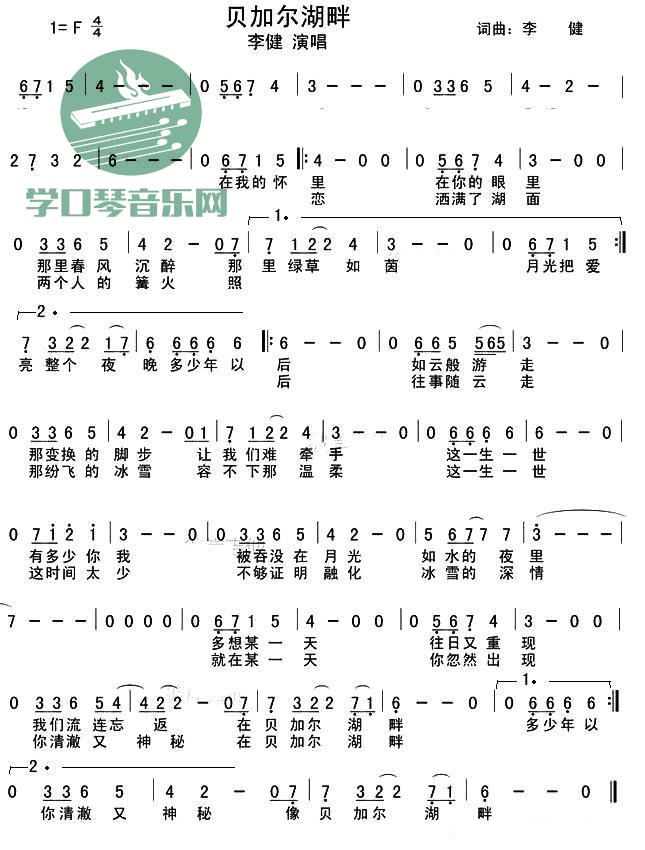 贝加尔湖畔
1= F 4/4 李健 演唱 词曲: 李 健
6 7 1 5 | 4 - - - | 0 5 6 7 4 | 3 - - 0 | 0 3 3 6 5 | 4 - 2 - |
学口琴音乐网
2 7 3 2 | 6 - - - | 0 6 7 1 5 |: 4 - 0 0 | 0 5 6 7 4 | 3 - 0 0 |
在我的 怀 里 在你的 眼 里
恋 洒满了 湖 面
1.
0 3 3 6 5 | 4 2 - 0 7 | 7 1 2 2 4 | 3 - 0 0 | 0 6 7 1 5 :|
那里春 风 沉 醉 那 里 绿草 如 茵 月光把 爱
两个人 的 篝 火 照
2.
7 3 2 2 1 7 | 6 6 6 6 6 |: 6 - - 0 | 0 6 6 5 5 6 5 | 3 - - 0 |
亮 整个 夜 晚 多少年 以 后 如云般 游 走
后 往事随 云 走
0 3 3 6 5 | 4 2 - 0 1 | 7 1 2 2 4 | 3 - - 0 | 0 6 6 6 6 | 6 - - 0 |
那变换 的 脚 步 让 我 们难 牵 手 这一生 一 世
那纷飞 的 冰 雪 容 不 下那 温 柔 这一生 一 世
0 7 1 2 1 | 3 - - 0 | 0 3 3 6 5 | 4 2 - 0 | 5 6 7 7 7 | 3 - - - |
有多少 你 我 被吞没 在 月 光 如 水的 夜 里
这时间 太 少 不够证 明 融 化 冰 雪的 深 情
7 - - - | 0 0 0 0 | 0 6 7 1 5 | 4 - - 0 | 0 5 6 7 4 | 3 - - 0 |
多想某 一 天 往日又 重 现
就在某 一 天 你忽然 出 现
1.
0 3 3 6 5 4 | 4 2 2 - 0 7 | 7 3 2 2 2 7 1 | 6 - - 0 | 0 6 6 6 6 :|
我们流 连忘 返 在 贝 加尔 湖 畔 多少年 以
你清澈 又 神 秘 在 贝 加尔 湖 畔
2.
0 3 3 6 5 | 4 2 - 0 7 | 7 3 2 2 2 7 1 | 6 - 0 0 ||
你清澈 又 神 秘 像 贝 加尔 湖 畔